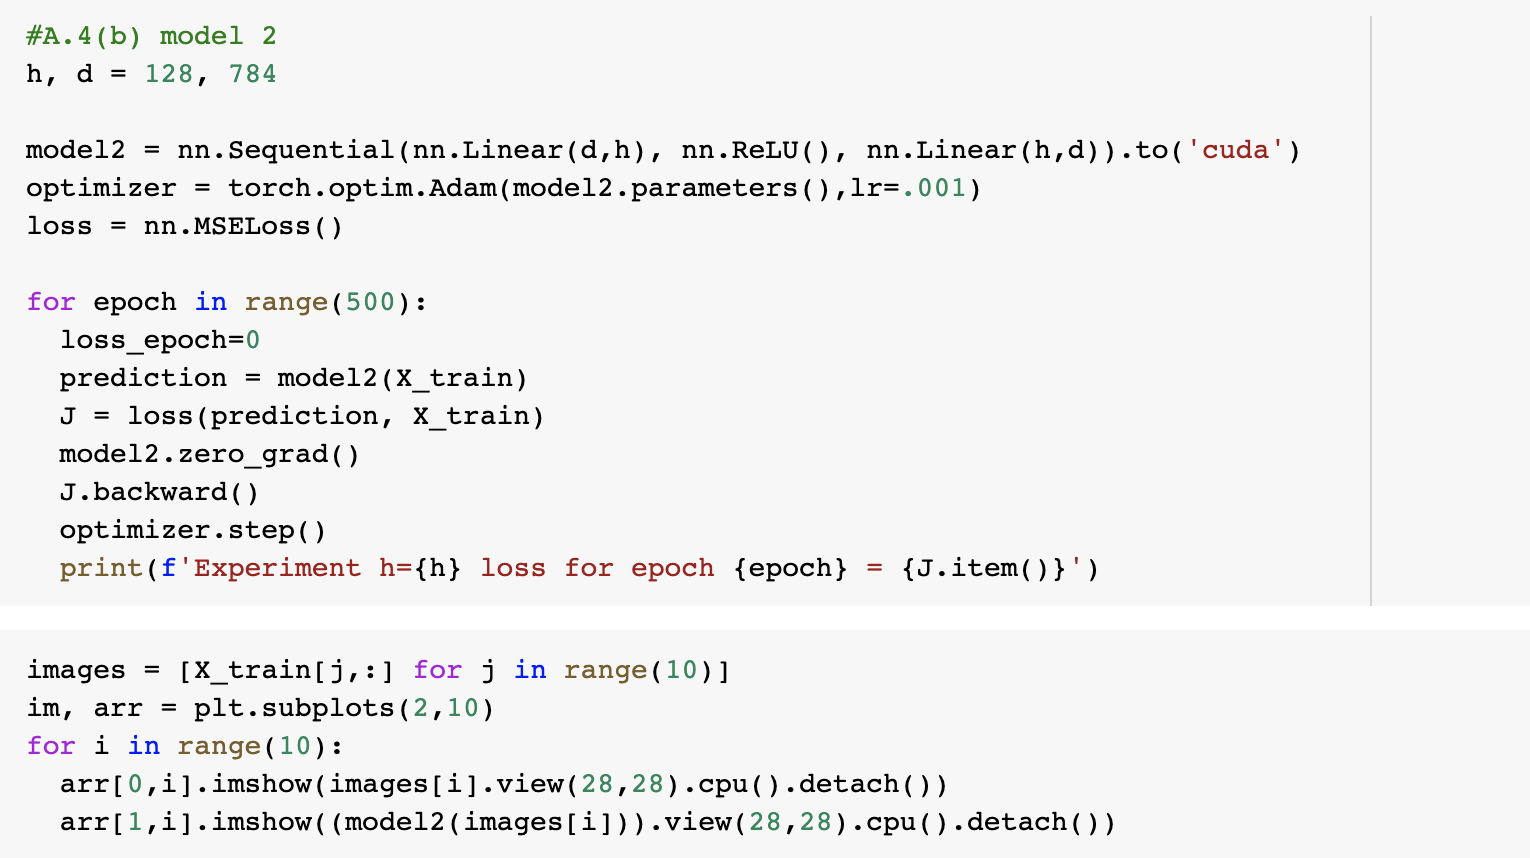 #A.4(b) model 2
h, d = 128, 784

model2 = nn.Sequential(nn.Linear(d,h), nn.ReLU(), nn.Linear(h,d)).to('cuda')
optimizer = torch.optim.Adam(model2.parameters(),lr=.001)
loss = nn.MSELoss()

for epoch in range(500):
  loss_epoch=0
  prediction = model2(X_train)
  J = loss(prediction, X_train)
  model2.zero_grad()
  J.backward()
  optimizer.step()
  print(f'Experiment h={h} loss for epoch {epoch} = {J.item()}')

images = [X_train[j,:] for j in range(10)]
im, arr = plt.subplots(2,10)
for i in range(10):
  arr[0,i].imshow(images[i].view(28,28).cpu().detach())
  arr[1,i].imshow((model2(images[i])).view(28,28).cpu().detach())